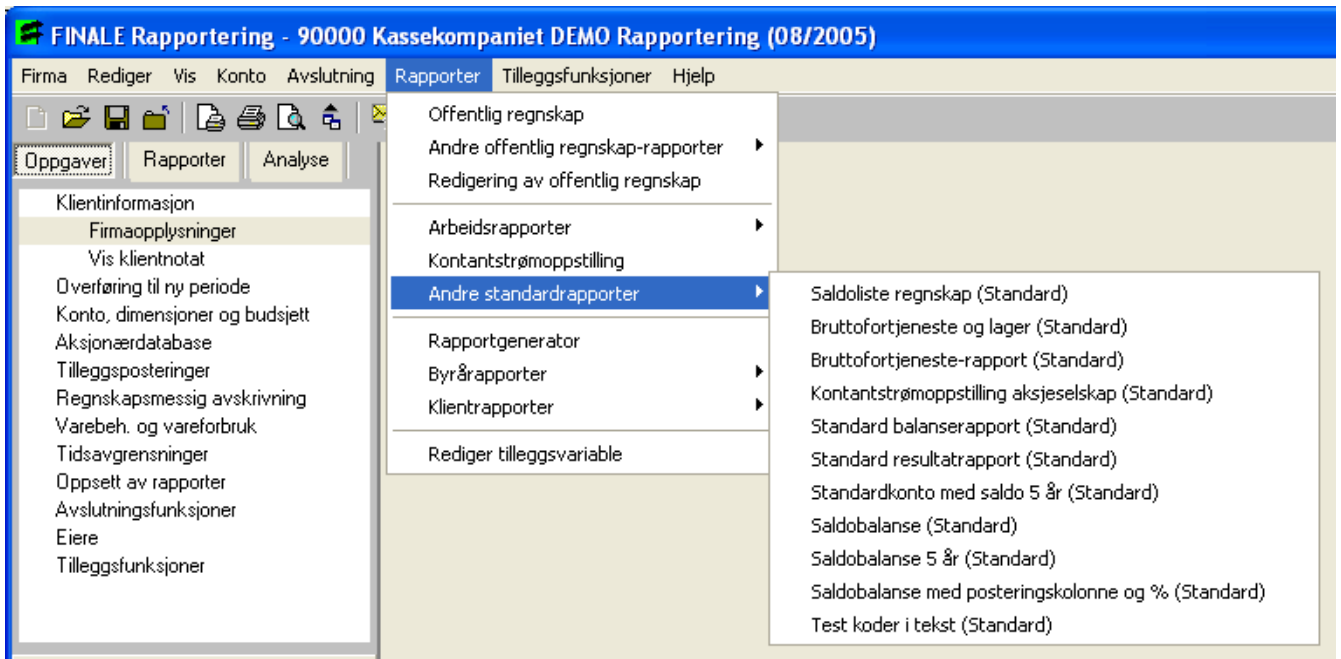 FINALE Rapportering - 90000 Kassekompaniet DEMO Rapportering (08/2005)
Firma Rediger Vis Konto Avslutning Rapporter Tilleggsfunksjoner Hjelp
Oppgaver Rapporter Analyse
Klientinformasjon
Firmaopplysninger
Vis klientnotat
Overføring til ny periode
Konto, dimensjoner og budsjett
Aksjonærdatabase
Tilleggsposteringer
Regnskapsmessig avskrivning
Varebeh. og vareforbruk
Tidsavgrensninger
Oppsett av rapporter
Avslutningsfunksjoner
Eiere
Tilleggsfunksjoner
Offentlig regnskap
Andre offentlig regnskap-rapporter
Redigering av offentlig regnskap
Arbeidsrapporter
Kontantstrømoppstilling
Andre standardrapporter
Rapportgenerator
Byrårapporter
Klientrapporter
Rediger tilleggsvariable
Saldoliste regnskap (Standard)
Bruttofortjeneste og lager (Standard)
Bruttofortjeneste-rapport (Standard)
Kontantstrømoppstilling aksjeselskap (Standard)
Standard balanserapport (Standard)
Standard resultatrapport (Standard)
Standardkonto med saldo 5 år (Standard)
Saldobalanse (Standard)
Saldobalanse 5 år (Standard)
Saldobalanse med posteringskolonne og % (Standard)
Test koder i tekst (Standard)